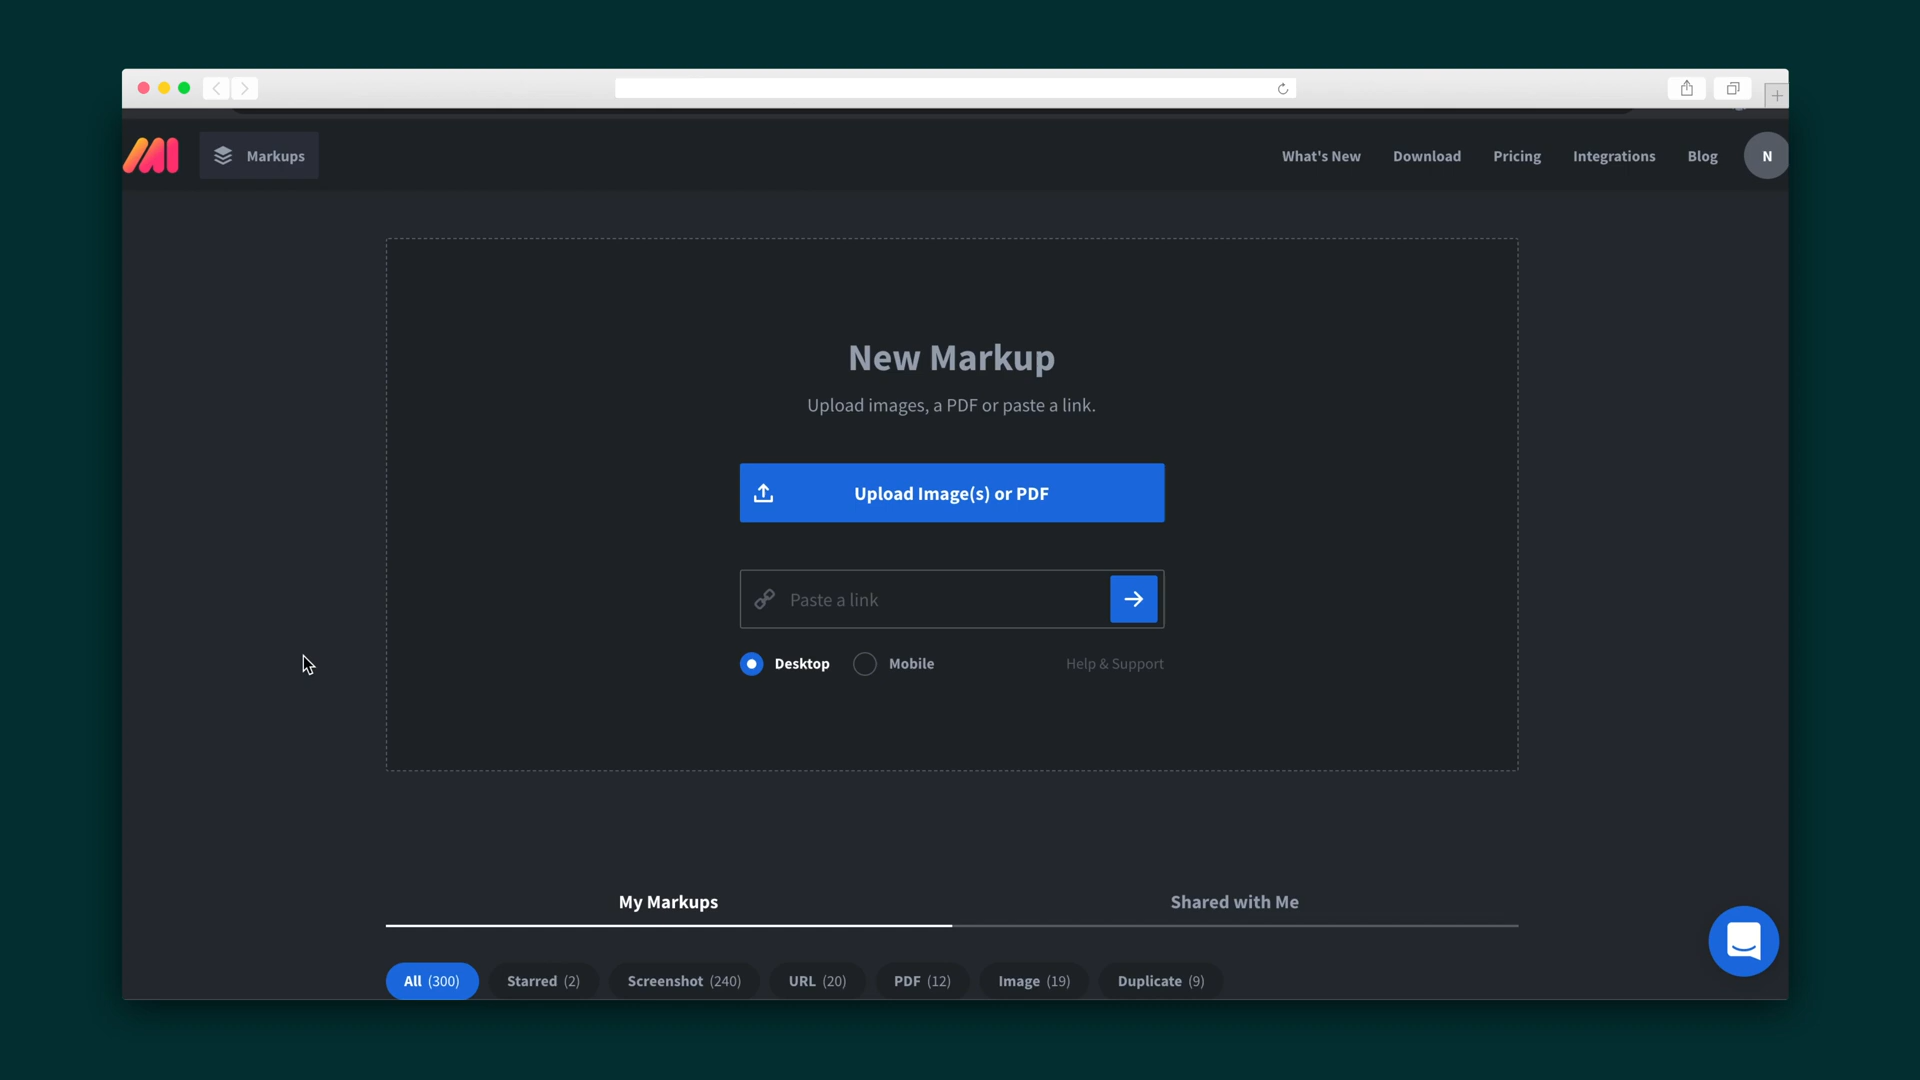 Markups
What's New Download Pricing Integrations Blog N
New Markup
Upload images, a PDF or paste a link.
Upload Image(s) or PDF
Paste a link
Desktop Mobile Help & Support
My Markups Shared with Me
All (300) Starred (2) Screenshot (240) URL (20) PDF (12) Image (19) Duplicate (9)